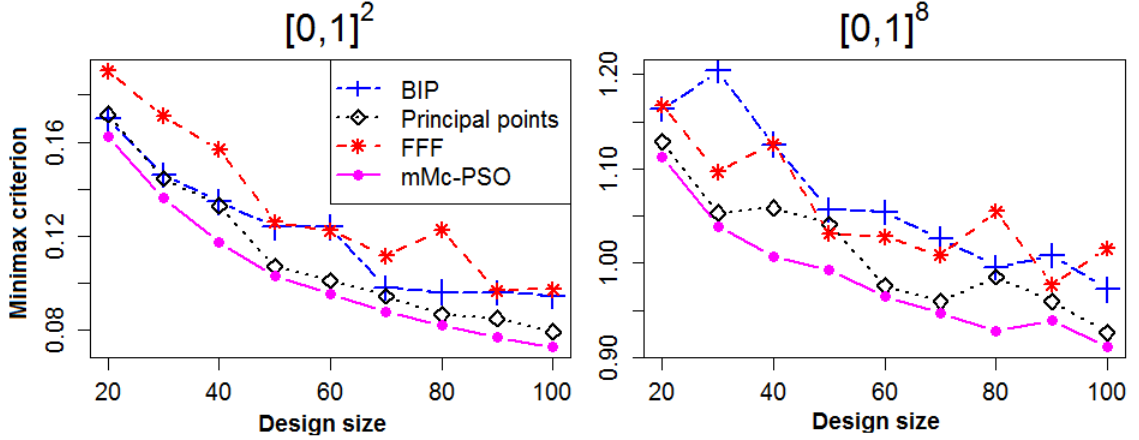 [0,1]²
Minimax criterion
0.16
0.12
0.08
20
40
60
80
100
Design size
BIP
Principal points
FFF
mMc-PSO
[0,1]⁸
1.20
1.10
1.00
0.90
20
40
60
80
100
Design size